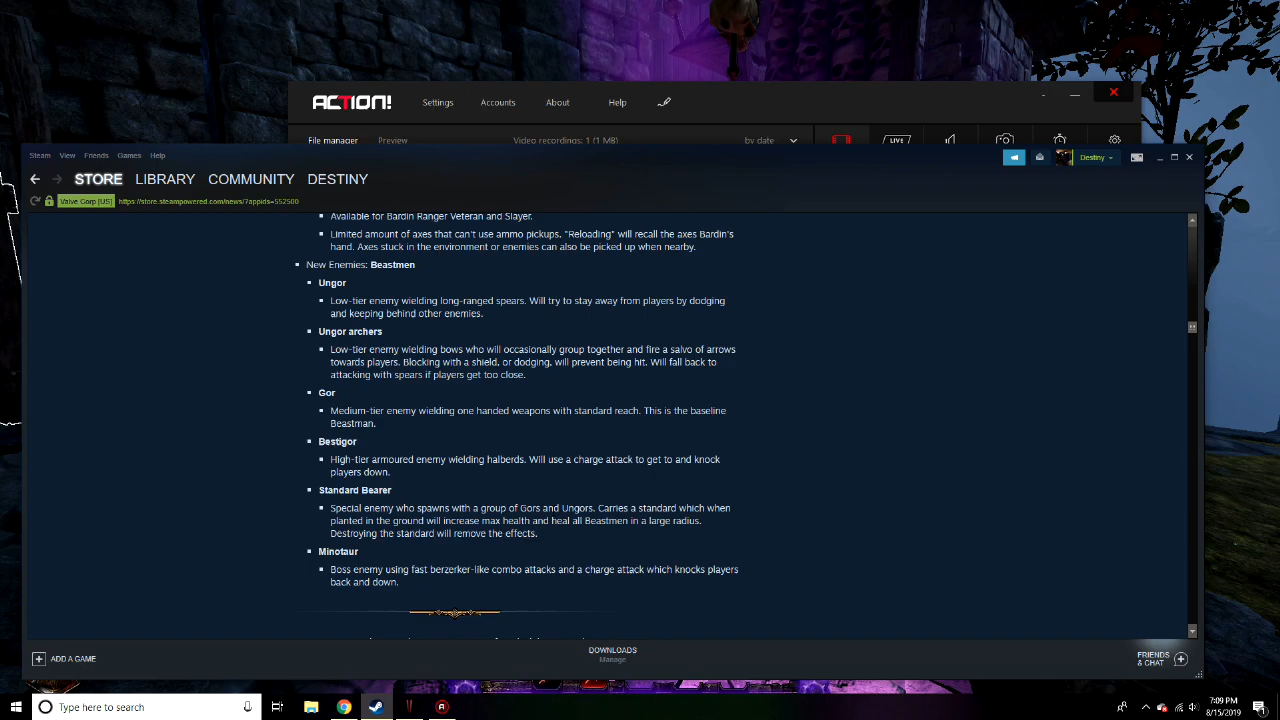 ACTION!
Settings
Accounts
About
Help
File manager
Preview
Video recordings: 1 (1 MB)
by date
LIVE
Steam
View
Friends
Games
Help
Destiny
STORE
LIBRARY
COMMUNITY
DESTINY
Valve Corp [US]
https://store.steampowered.com/news/?appids=552500
Available for Bardin Ranger Veteran and Slayer.
Limited amount of axes that can't use ammo pickups. "Reloading" will recall the axes Bardin's
hand. Axes stuck in the environment or enemies can also be picked up when nearby.
New Enemies: Beastmen
Ungor
Low-tier enemy wielding long-ranged spears. Will try to stay away from players by dodging
and keeping behind other enemies.
Ungor archers
Low-tier enemy wielding bows who will occasionally group together and fire a salvo of arrows
towards players. Blocking with a shield, or dodging, will prevent being hit. Will fall back to
attacking with spears if players get too close.
Gor
Medium-tier enemy wielding one handed weapons with standard reach. This is the baseline
Beastman.
Bestigor
High-tier armoured enemy wielding halberds. Will use a charge attack to get to and knock
players down.
Standard Bearer
Special enemy who spawns with a group of Gors and Ungors. Carries a standard which when
planted in the ground will increase max health and heal all Beastmen in a large radius.
Destroying the standard will remove the effects.
Minotaur
Boss enemy using fast berzerker-like combo attacks and a charge attack which knocks players
back and down.
ADD A GAME
DOWNLOADS
Manage
FRIENDS
& CHAT
Type here to search
7:09 PM
8/15/2019
1